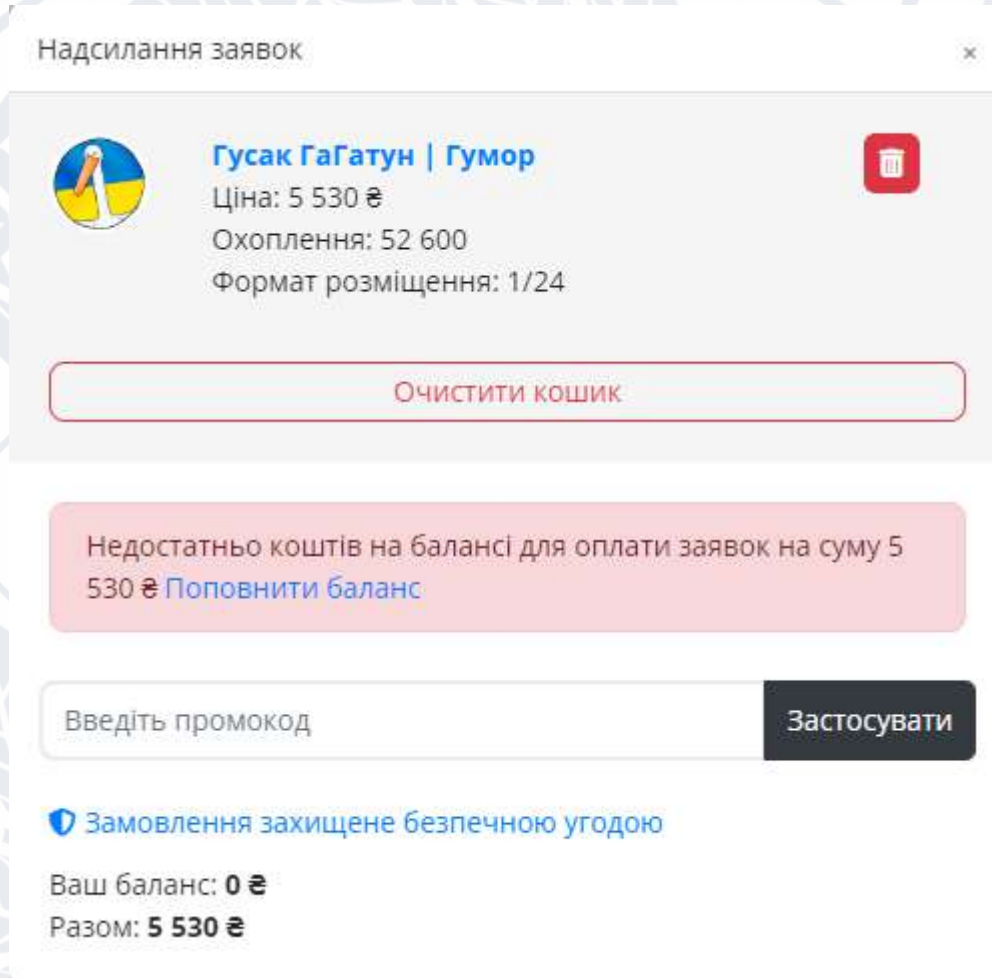 Надсилання заявок ×
Гусак ГаГатун | Гумор
Ціна: 5 530 ₴
Охоплення: 52 600
Формат розміщення: 1/24
Очистити кошик
Недостатньо коштів на балансі для оплати заявок на суму 5
530 ₴ Поповнити баланс
Введіть промокод Застосувати
Замовлення захищене безпечною угодою
Ваш баланс: 0 ₴
Разом: 5 530 ₴